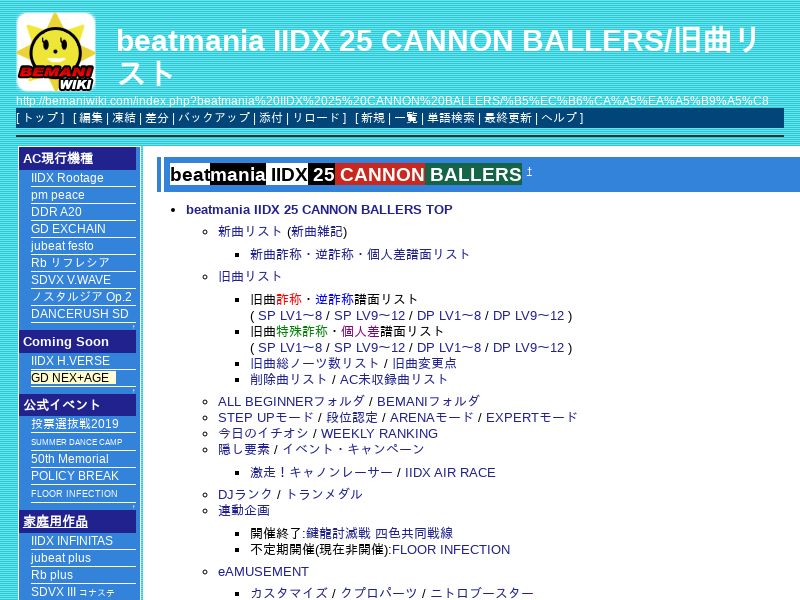 BEMANI
WiKi
beatmania IIDX 25 CANNON BALLERS/旧曲リ
スト
http://bemaniwiki.com/index.php?beatmania%20IIDX%2025%20CANNON%20BALLERS/%B5%EC%B6%CA%A5%EA%A5%B9%A5%C8
[ トップ ]   [ 編集 | 凍結 | 差分 | バックアップ | 添付 | リロード ]   [ 新規 | 一覧 | 単語検索 | 最終更新 | ヘルプ ]
AC現行機種
IIDX Rootage
pm peace
DDR A20
GD EXCHAIN
jubeat festo
Rb リフレシア
SDVX V.WAVE
ノスタルジア Op.2
DANCERUSH SD
Coming Soon
IIDX H.VERSE
GD NEX+AGE
公式イベント
投票選抜戦2019
SUMMER DANCE CAMP
50th Memorial
POLICY BREAK
FLOOR INFECTION
家庭用作品
IIDX INFINITAS
jubeat plus
Rb plus
SDVX III コナステ
beatmania IIDX 25 CANNON BALLERS †
beatmania IIDX 25 CANNON BALLERS TOP
新曲リスト (新曲雑記)
新曲詐称・逆詐称・個人差譜面リスト
旧曲リスト
旧曲詐称・逆詐称譜面リスト
( SP LV1～8 / SP LV9～12 / DP LV1～8 / DP LV9～12 )
旧曲特殊詐称・個人差譜面リスト
( SP LV1～8 / SP LV9～12 / DP LV1～8 / DP LV9～12 )
旧曲総ノーツ数リスト / 旧曲変更点
削除曲リスト / AC未収録曲リスト
ALL BEGINNERフォルダ / BEMANIフォルダ
STEP UPモード / 段位認定 / ARENAモード / EXPERTモード
今日のイチオシ / WEEKLY RANKING
隠し要素 / イベント・キャンペーン
激走！キャノンレーサー / IIDX AIR RACE
DJランク / トランメダル
連動企画
開催終了:鍵龍討滅戦 四色共同戦線
不定期開催(現在非開催):FLOOR INFECTION
eAMUSEMENT
カスタマイズ / クプロパーツ / ニトロブースター